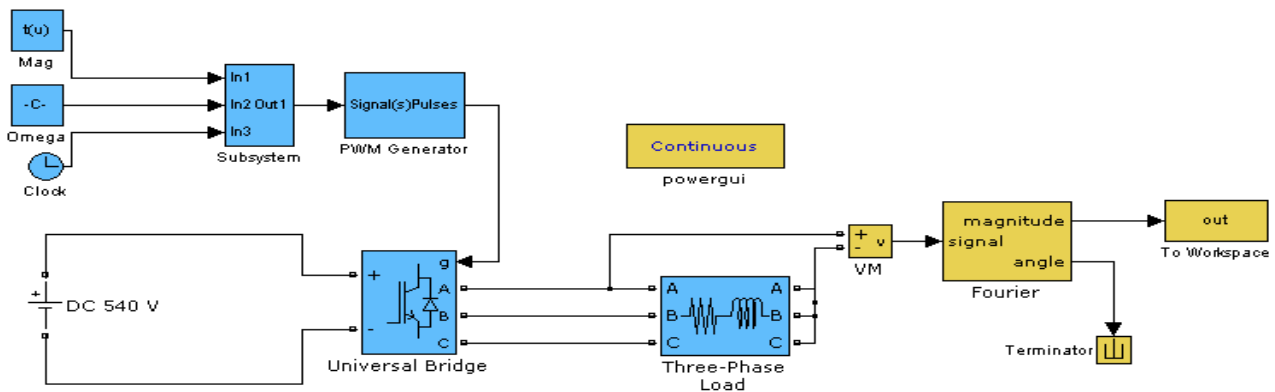 t(u)
Mag
-C-
Omega
Clock
In1
In2 Out1
In3
Subsystem
Signal(s)Pulses
PWM Generator
Continuous
powergui
+
-
v
VM
magnitude
signal
angle
Fourier
out
To Workspace
Terminator
+
DC 540 V
+
-
g
A
B
C
Universal Bridge
A A
B B
C C
Three-Phase
Load